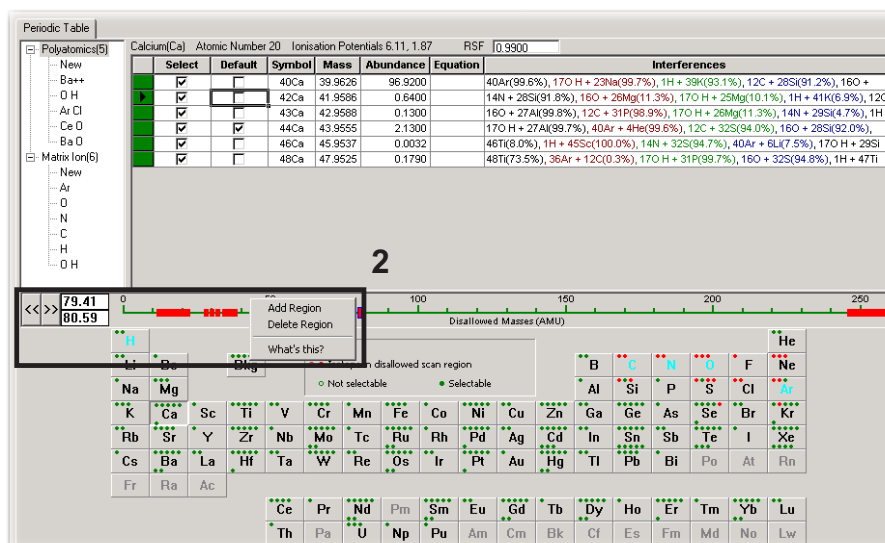 Periodic Table
Polyatomics(5)
New
Ba++
O H
Ar Cl
Ce O
Ba O
Matrix Ion(6)
New
Ar
O
N
C
H
O H
Calcium(Ca) Atomic Number 20 Ionisation Potentials 6.11, 1.87 RSF 0.9900
Select Default Symbol Mass Abundance Equation Interferences
40Ca 39.9626 96.9200 40Ar(99.6%), 17O H + 23Na(99.7%), 1H + 39K(93.1%), 12C + 28Si(91.2%), 16O +
42Ca 41.9586 0.6400 14N + 28Si(91.8%), 16O + 26Mg(11.3%), 17O H + 25Mg(10.1%), 1H + 41K(6.9%), 12C
43Ca 42.9588 0.1300 16O + 27Al(99.8%), 12C + 31P(98.9%), 17O H + 26Mg(11.3%), 14N + 29Si(4.7%), 1H
44Ca 43.9555 2.1300 17O H + 27Al(99.7%), 40Ar + 4He(99.6%), 12C + 32S(94.0%), 16O + 28Si(92.0%),
46Ca 45.9537 0.0032 46Ti(8.0%), 1H + 45Sc(100.0%), 14N + 32S(94.7%), 40Ar + 6Li(7.5%), 17O H + 29Si
48Ca 47.9525 0.1790 48Ti(73.5%), 36Ar + 12C(0.3%), 17O H + 31P(99.7%), 16O + 32S(94.8%), 1H + 47Ti
2
<< >> 79.41
80.59
0 100 150 200 250
Disallowed Masses (AMU)
Add Region
Delete Region
What's this?
H He
Li Be Bkg disallowed scan region B C N O F Ne
Not selectable Selectable
Na Mg Al Si P S Cl Ar
K Ca Sc Ti V Cr Mn Fe Co Ni Cu Zn Ga Ge As Se Br Kr
Rb Sr Y Zr Nb Mo Tc Ru Rh Pd Ag Cd In Sn Sb Te I Xe
Cs Ba La Hf Ta W Re Os Ir Pt Au Hg Tl Pb Bi Po At Rn
Fr Ra Ac
Ce Pr Nd Pm Sm Eu Gd Tb Dy Ho Er Tm Yb Lu
Th Pa U Np Pu Am Cm Bk Cf Es Fm Md No Lw